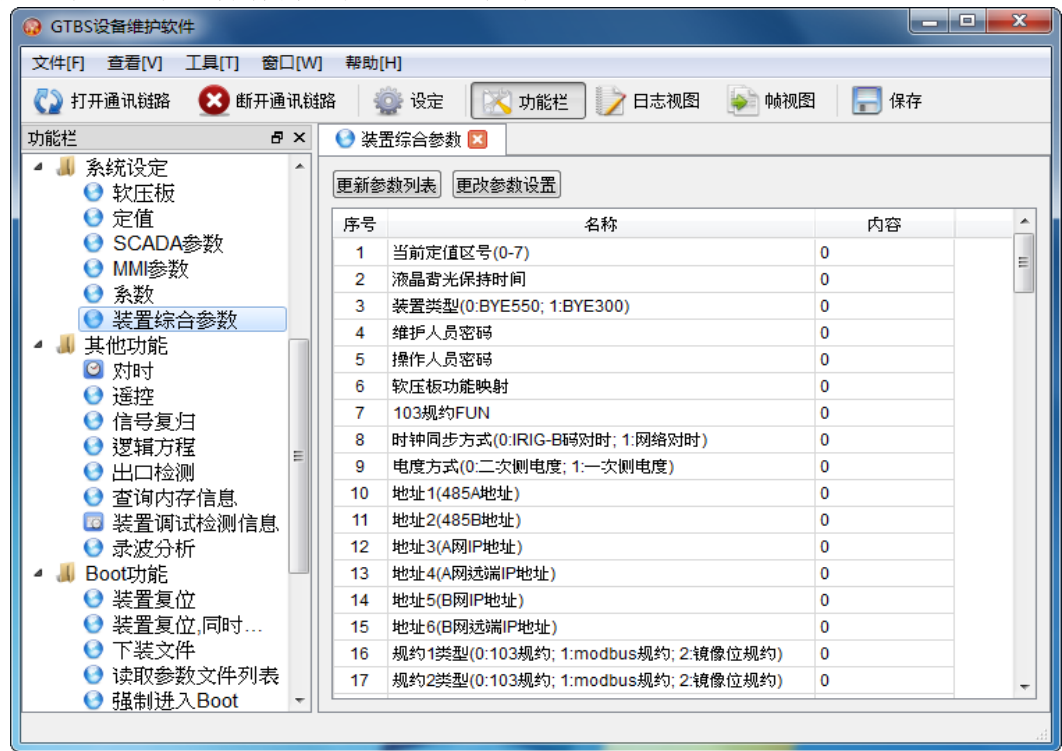 GTBS设备维护软件
文件[F] 查看[V] 工具[T] 窗口[W] 帮助[H]
打开通讯链路 断开通讯链路 设定 功能栏 日志视图 帧视图 保存
功能栏
系统设定
软压板
定值
SCADA参数
MMI参数
系数
装置综合参数
其他功能
对时
遥控
信号复归
逻辑方程
出口检测
查询内存信息
装置调试检测信息
录波分析
Boot功能
装置复位
装置复位,同时...
下装文件
读取参数文件列表
强制进入Boot
装置综合参数
更新参数列表 更改参数设置
序号 名称 内容
1 当前定值区号(0-7) 0
2 液晶背光保持时间 0
3 装置类型(0:BYE550; 1:BYE300) 0
4 维护人员密码 0
5 操作人员密码 0
6 软压板功能映射 0
7 103规约FUN 0
8 时钟同步方式(0:IRIG-B码对时; 1:网络对时) 0
9 电度方式(0:二次侧电度; 1:一次侧电度) 0
10 地址1(485A地址) 0
11 地址2(485B地址) 0
12 地址3(A网IP地址) 0
13 地址4(A网远端IP地址) 0
14 地址5(B网IP地址) 0
15 地址6(B网远端IP地址) 0
16 规约1类型(0:103规约; 1:modbus规约; 2:镜像位规约) 0
17 规约2类型(0:103规约; 1:modbus规约; 2:镜像位规约) 0